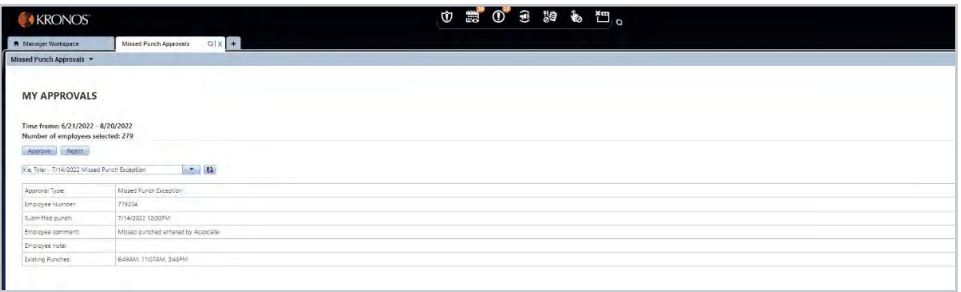 KRONOS
Manager Workspace
Missed Punch Approvals
Missed Punch Approvals
MY APPROVALS
Time frame: 6/21/2022 - 8/20/2022
Number of employees selected: 279
Approve Reject
Xie, Tyler - 7/14/2022 Missed Punch Exception
Approval Type: Missed Punch Exception
Employee Number: 779204
Submitted punch: 7/14/2022 12:00PM
Employee comment: Missed punched entered by Associate
Employee note:
Existing Punches: 6:49AM, 11:07AM, 3:45PM